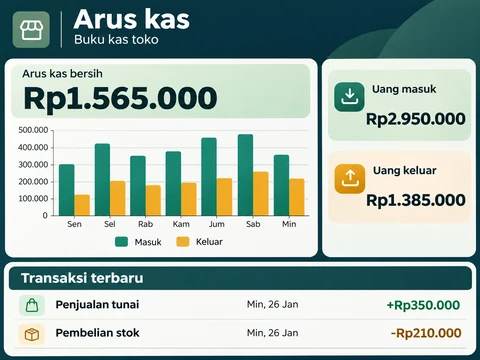 Arus kas
Buku kas toko
Arus kas bersih
Rp1.565.000
500.000
400.000
300.000
200.000
100.000
0
Sen Sel Rab Kam Jum Sab Min
Masuk Keluar
Uang masuk
Rp2.950.000
Uang keluar
Rp1.385.000
Transaksi terbaru
Penjualan tunai Min, 26 Jan +Rp350.000
Pembelian stok Min, 26 Jan -Rp210.000